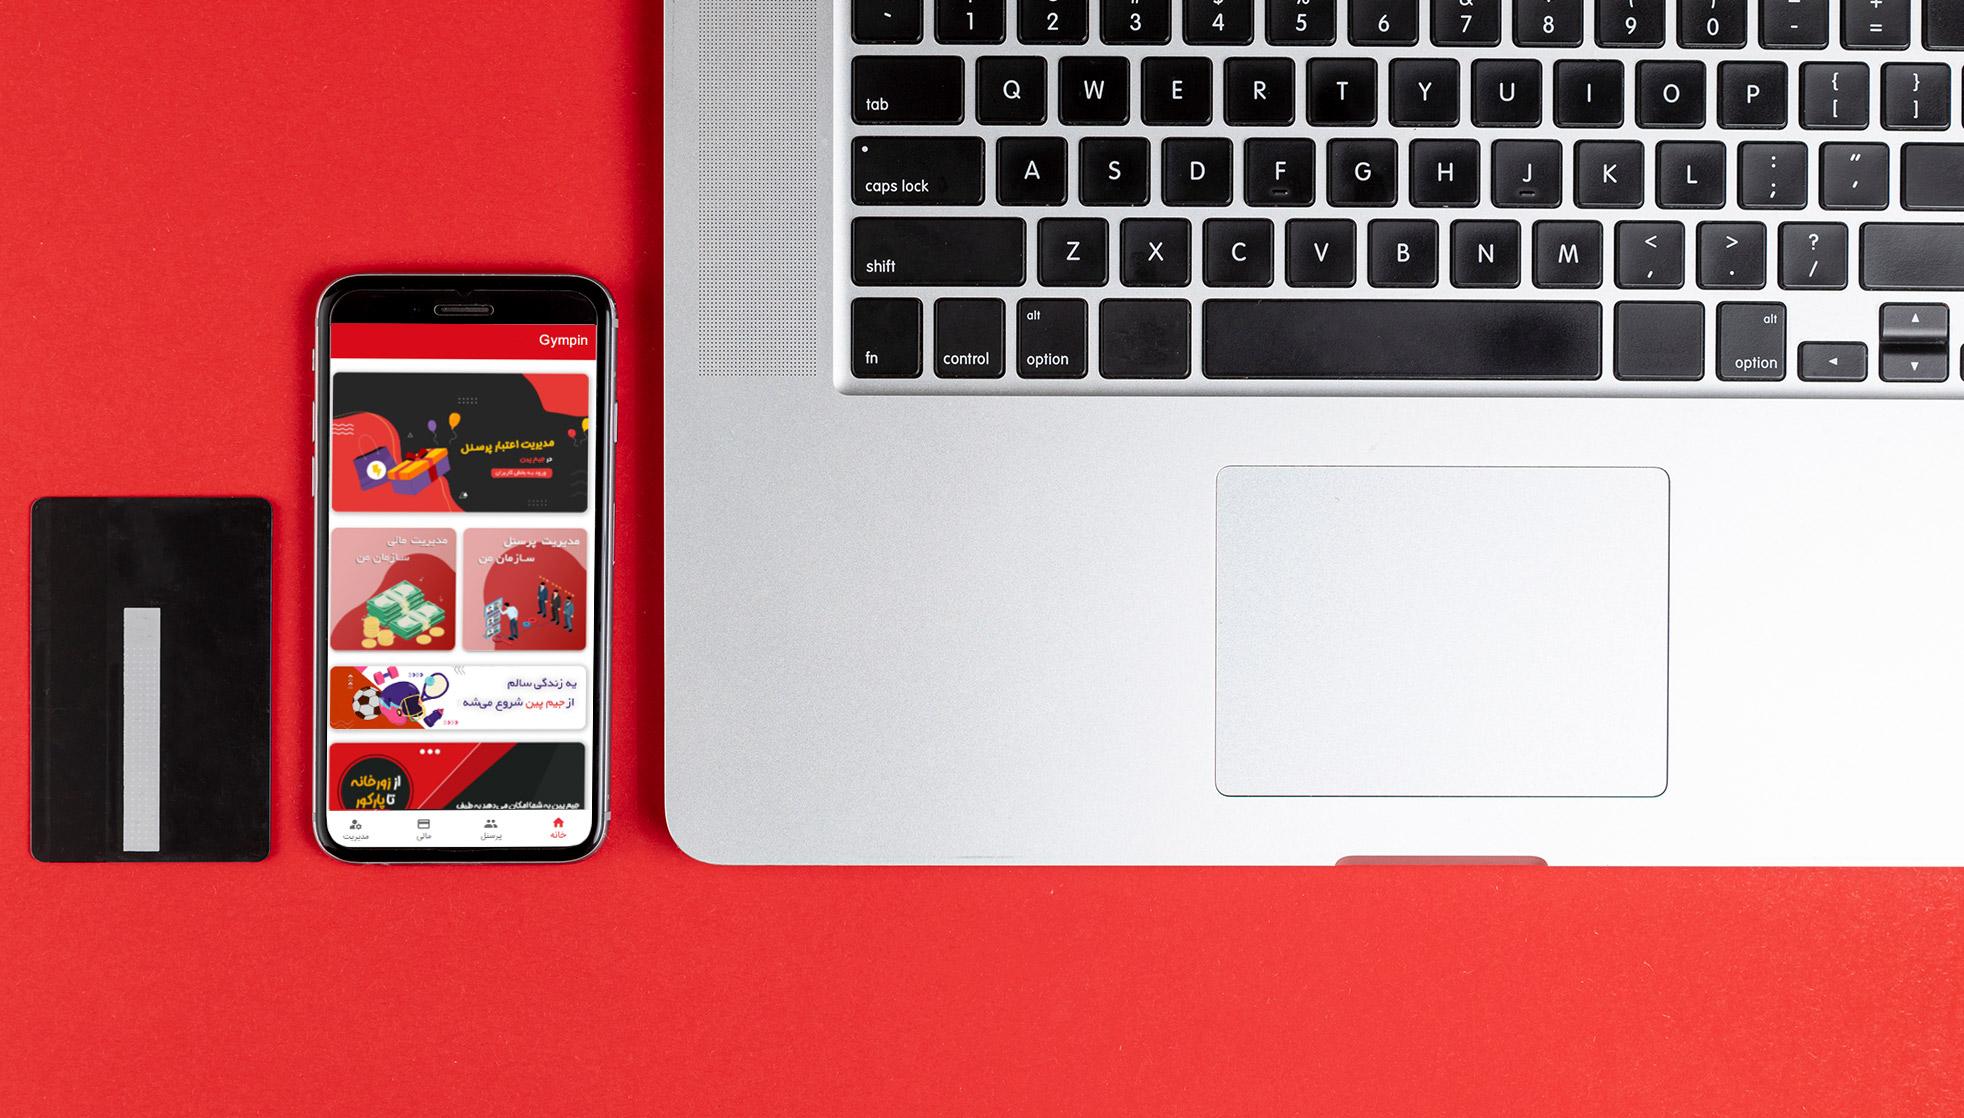 Gympin
مدیریت اعتبار پرسنل
در جیم پین
ورود به بخش کاربران
مدیریت پرسنل
سازمان من
مدیریت مالی
سازمان من
یه زندگی سالم
از جیم پین شروع می‌شه
از زورخانه
تا پارکور
جیم پین به شما امکان می دهد به طیف
خانه
پرسنل
مالی
مدیریت
1 2 3 4 5 6 7 8 9 0 - =
tab Q W E R T Y U I O P { [ } ]
caps lock A S D F G H J K L : ; " '
shift Z X C V B N M < , > . ? /
fn control alt option alt option ◄ ▲ ▼